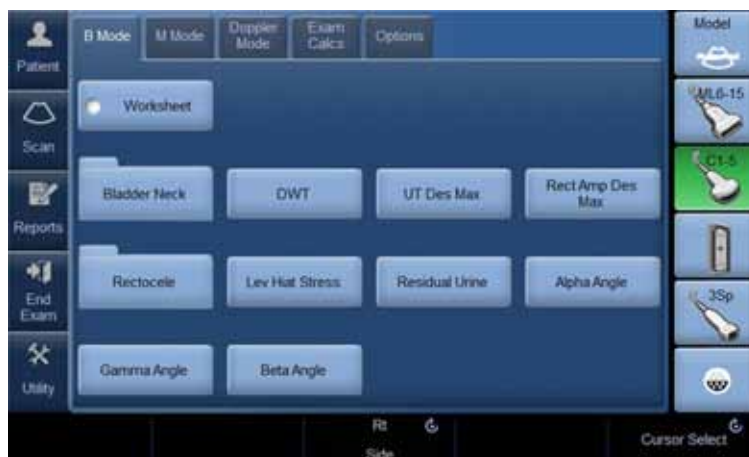 Patient
Scan
Reports
End
Exam
Utility
B Mode
M Mode
Doppler
Mode
Exam
Calcs
Options
Worksheet
Bladder Neck
DWT
UT Des Max
Rect Amp Des
Max
Rectocele
Lev Hiat Stress
Residual Urine
Alpha Angle
Gamma Angle
Beta Angle
Model
ML6-15
C1-5
3Sp
Rt
Side
Cursor Select